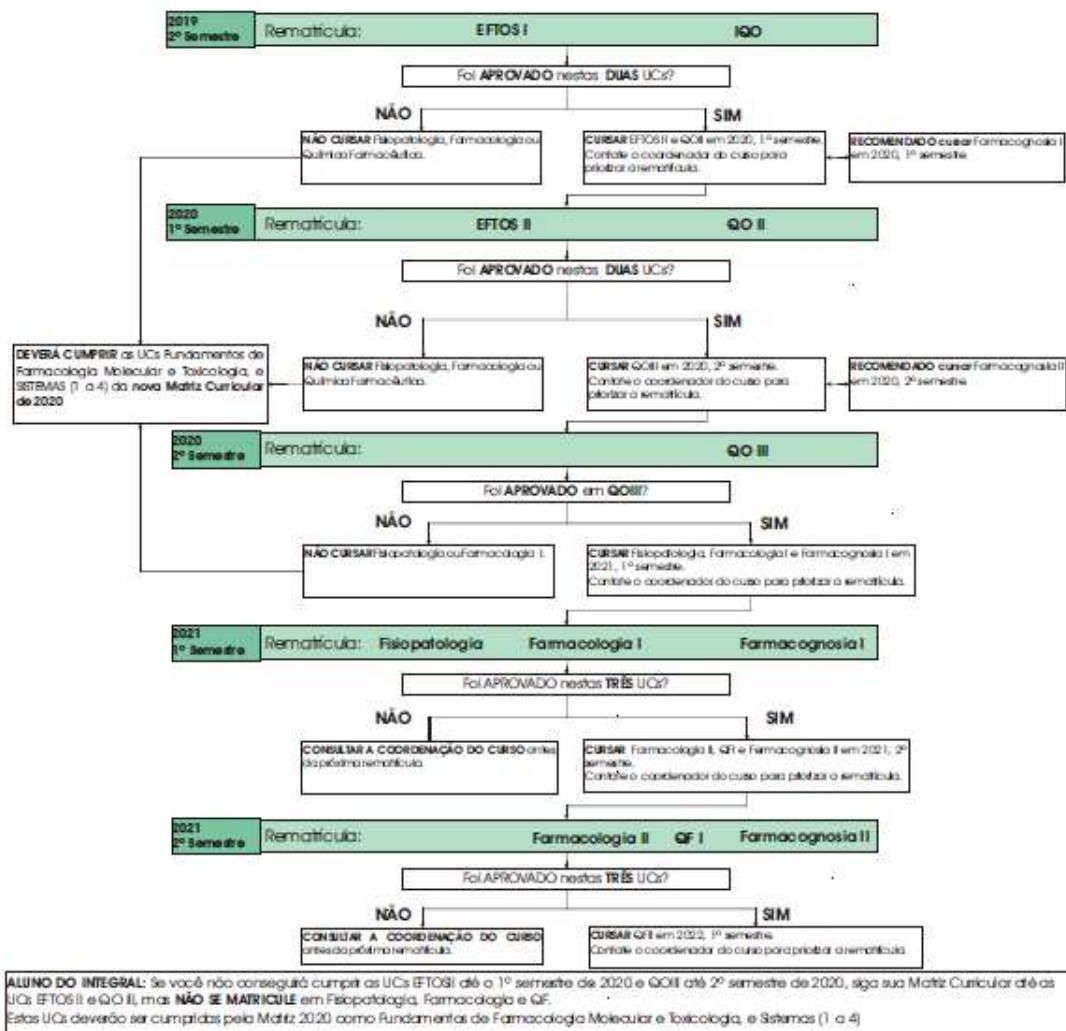 2019
2º Semestre
Rematrícula: EFTOS I IQO
Foi APROVADO nestas DUAS UCs?
NÃO SIM
NÃO CURSAR Fisiopatologia, Farmacologia ou
Química Farmacêutica.
CURSAR EFTOS II e QOII em 2020, 1º semestre.
Contate o coordenador do curso para
priorizar a rematrícula.
RECOMENDADO cursar Farmacognosia I
em 2020, 1º semestre.
2020
1º Semestre
Rematrícula: EFTOS II QO II
Foi APROVADO nestas DUAS UCs?
NÃO SIM
DEVERÁ CUMPRIR as UCs Fundamentos de
Farmacologia Molecular e Toxicologia, e
SISTEMAS (1 a 4) da nova Matriz Curricular
de 2020
NÃO CURSAR Fisiopatologia, Farmacologia ou
Química Farmacêutica.
CURSAR QOIII em 2020, 2º semestre.
Contate o coordenador do curso para
priorizar a rematrícula.
RECOMENDADO cursar Farmacognosia II
em 2020, 2º semestre.
2020
2º Semestre
Rematrícula: QO III
Foi APROVADO em QOIII?
NÃO SIM
NÃO CURSAR Fisiopatologia ou Farmacologia I.
CURSAR Fisiopatologia, Farmacologia I e Farmacognosia I em
2021, 1º semestre.
Contate o coordenador do curso para priorizar a rematrícula.
2021
1º Semestre
Rematrícula: Fisiopatologia Farmacologia I Farmacognosia I
Foi APROVADO nestas TRÊS UCs?
NÃO SIM
CONSULTAR A COORDENAÇÃO DO CURSO antes
da próxima rematrícula.
CURSAR Farmacologia II, QFI e Farmacognosia II em 2021, 2º
semestre.
Contate o coordenador do curso para priorizar a rematrícula.
2021
2º Semestre
Rematrícula: Farmacologia II QF I Farmacognosia II
Foi APROVADO nestas TRÊS UCs?
NÃO SIM
CONSULTAR A COORDENAÇÃO DO CURSO
antes da próxima rematrícula.
CURSAR QFII em 2022, 1º semestre.
Contate o coordenador do curso para priorizar a rematrícula.
ALUNO DO INTEGRAL: Se você não conseguirá cumprir as UCs EFTOSII até o 1º semestre de 2020 e QOIII até 2º semestre de 2020, siga sua Matriz Curricular até as
UCs EFTOS II e QO III, mas NÃO SE MATRICULE em Fisiopatologia, Farmacologia e QF.
Estas UCs deverão ser cumpridas pela Matriz 2020 como Fundamentos de Farmacologia Molecular e Toxicologia, e Sistemas (1 a 4)